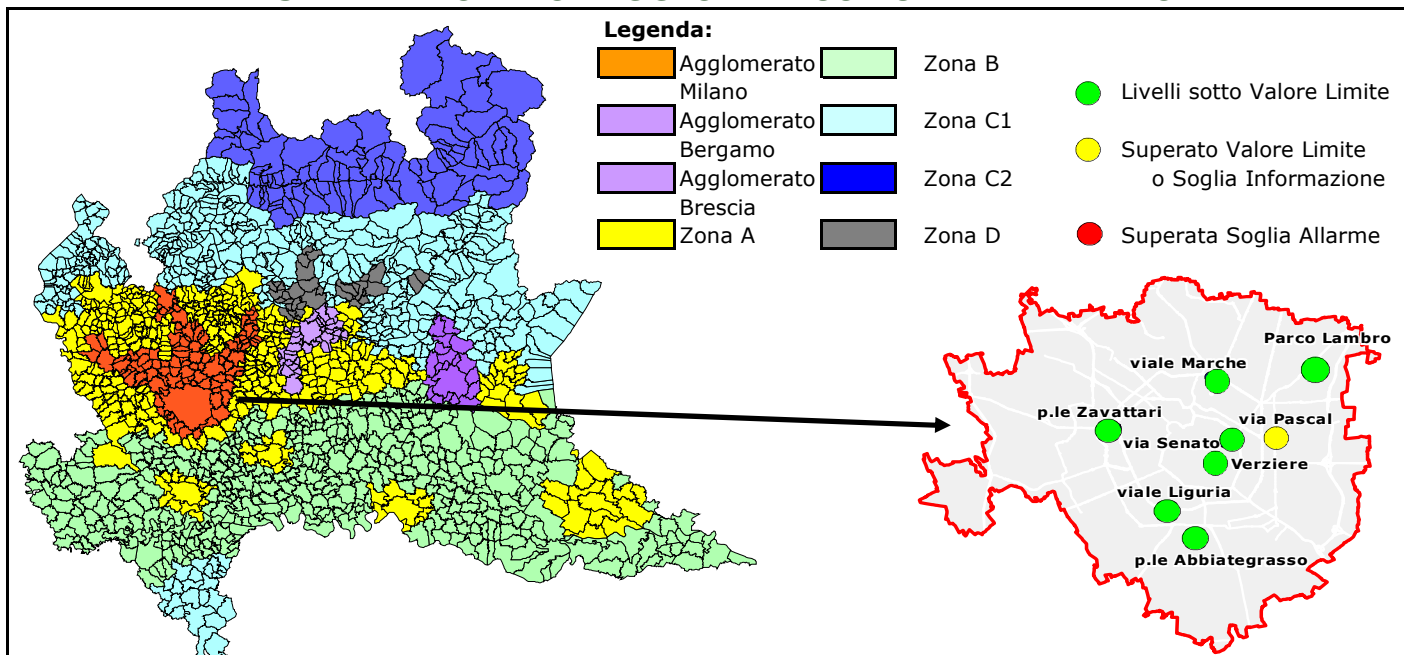 Legenda:
Agglomerato
Milano
Agglomerato
Bergamo
Agglomerato
Brescia
Zona A
Zona B
Zona C1
Zona C2
Zona D
Livelli sotto Valore Limite
Superato Valore Limite
o Soglia Informazione
Superata Soglia Allarme
Parco Lambro
viale Marche
p.le Zavattari
via Pascal
via Senato
Verziere
viale Liguria
p.le Abbiategrasso